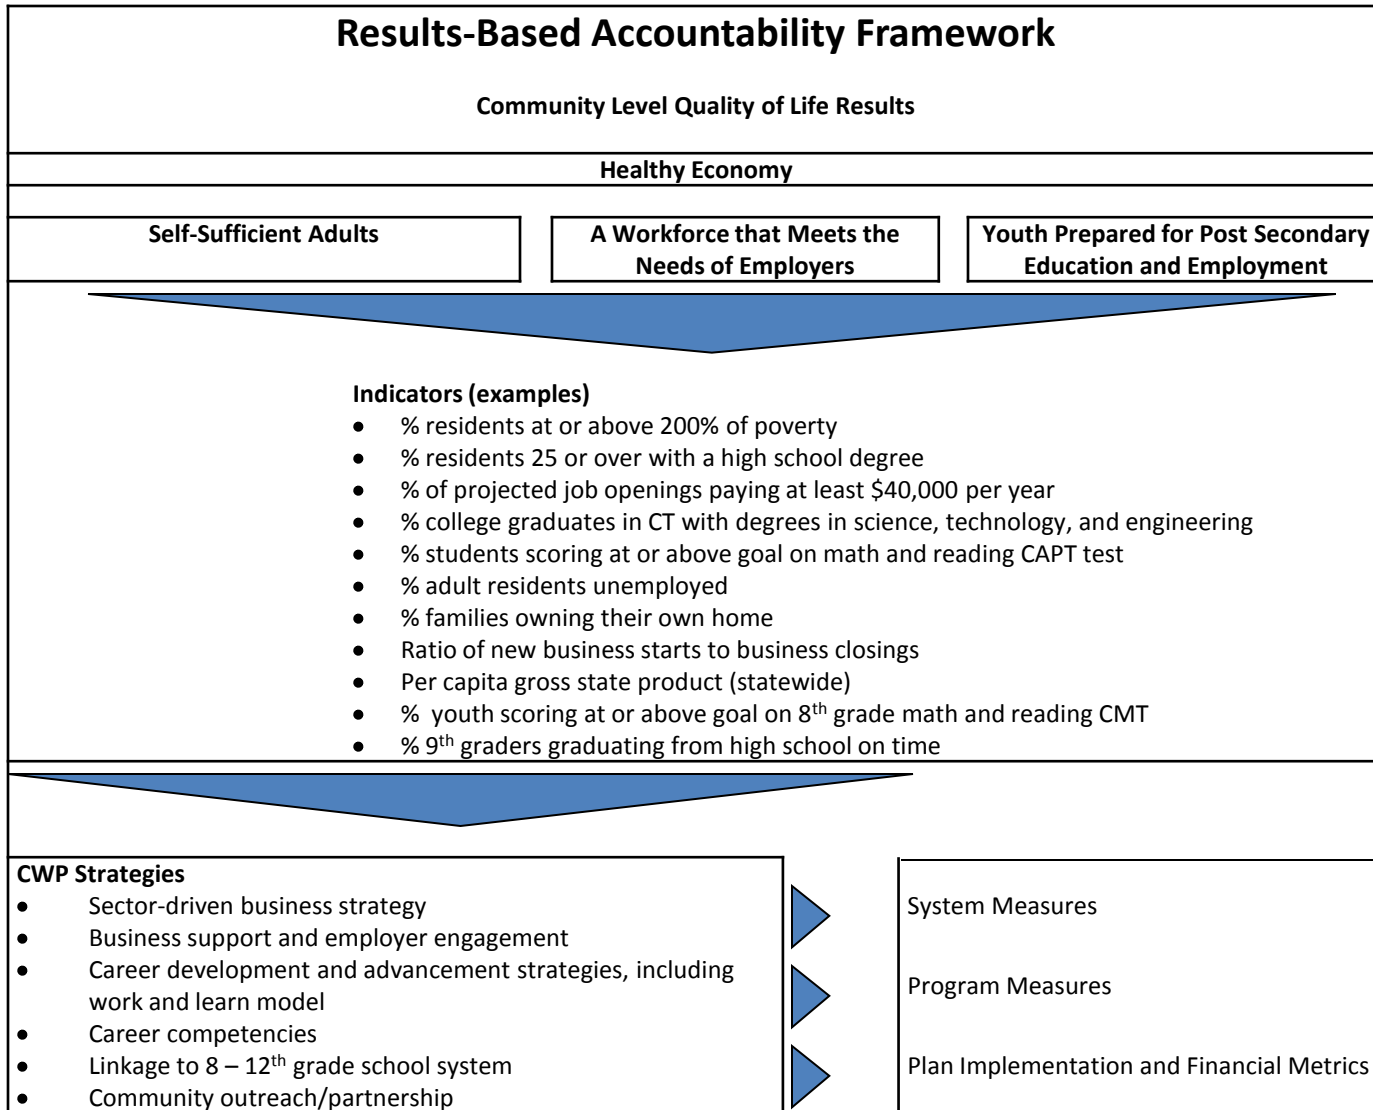 Results-Based Accountability Framework
Community Level Quality of Life Results
Healthy Economy
Self-Sufficient Adults
A Workforce that Meets the
Needs of Employers
Youth Prepared for Post Secondary
Education and Employment
Indicators (examples)
• % residents at or above 200% of poverty
• % residents 25 or over with a high school degree
• % of projected job openings paying at least $40,000 per year
• % college graduates in CT with degrees in science, technology, and engineering
• % students scoring at or above goal on math and reading CAPT test
• % adult residents unemployed
• % families owning their own home
• Ratio of new business starts to business closings
• Per capita gross state product (statewide)
• % youth scoring at or above goal on 8th grade math and reading CMT
• % 9th graders graduating from high school on time
CWP Strategies
• Sector-driven business strategy
• Business support and employer engagement
• Career development and advancement strategies, including
work and learn model
• Career competencies
• Linkage to 8 – 12th grade school system
• Community outreach/partnership
System Measures
Program Measures
Plan Implementation and Financial Metrics